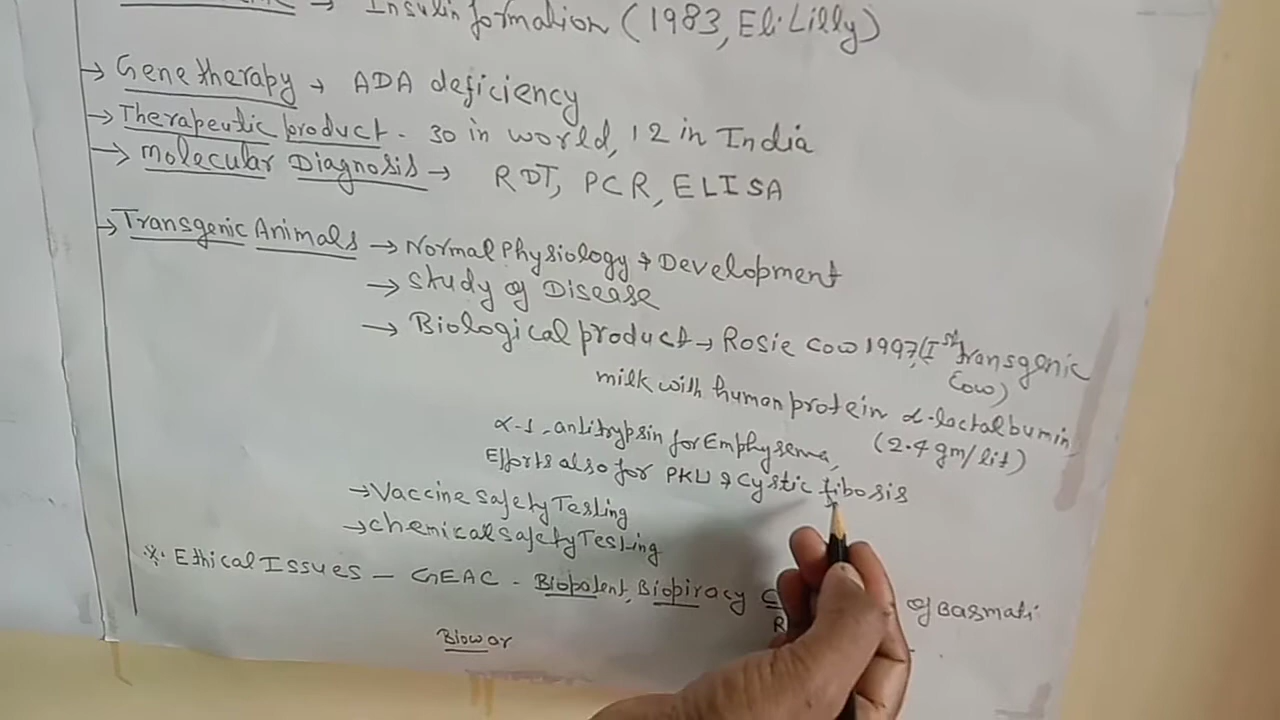 → Insulin formation (1983, Eli Lilly)
→ Gene therapy → ADA deficiency
→ Therapeutic product - 30 in world, 12 in India
→ Molecular Diagnosis → RDT, PCR, ELISA
→ Transgenic Animals → Normal Physiology & Development
→ Study of Disease
→ Biological product → Rosie cow 1997, (Ist transgenic cow)
milk with human protein α-lactalbumin
(2.4 gm/lit)
α-1-antitrypsin for Emphysema,
Efforts also for PKU & Cystic fibosis
→ Vaccine Safety Testing
→ chemical safety Testing
* Ethical Issues - GEAC - Biopatent, Biopiracy of Basmati
Biowar